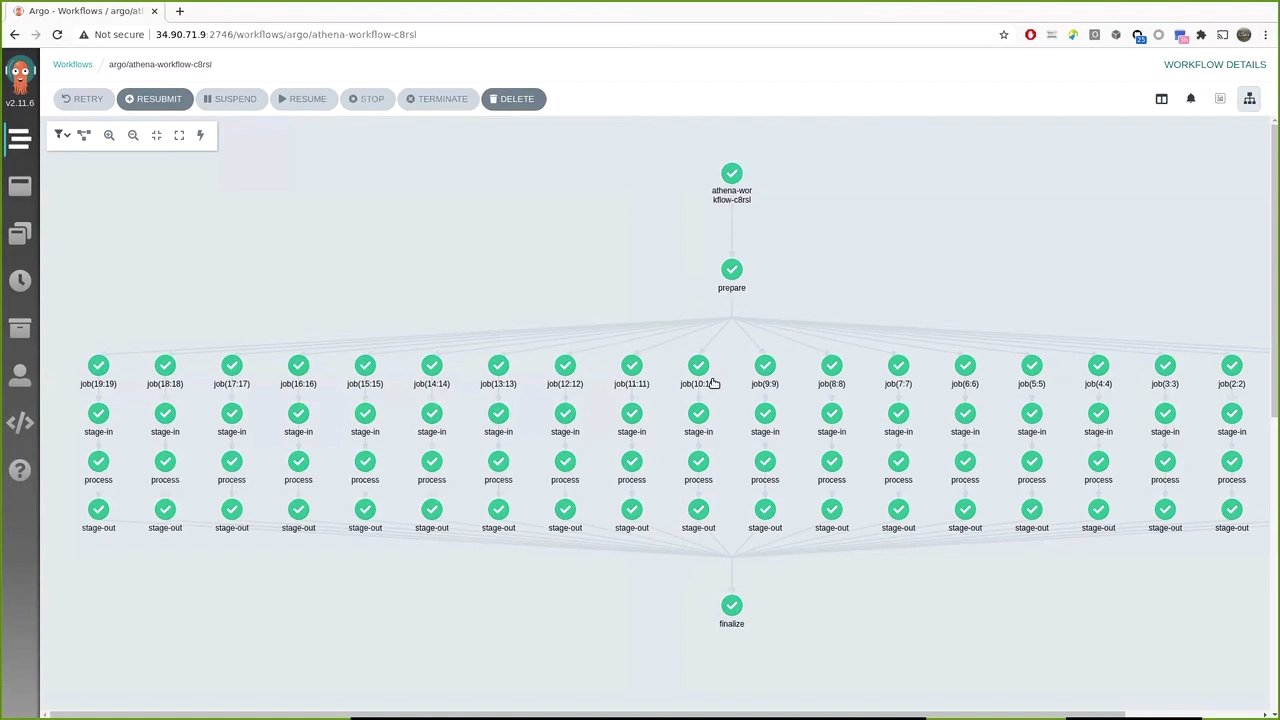 Argo - Workflows / argo/ath
Not secure
34.90.71.9:2746/workflows/argo/athena-workflow-c8rsl
v2.11.6
Workflows / argo/athena-workflow-c8rsl
WORKFLOW DETAILS
RETRY RESUBMIT SUSPEND RESUME STOP TERMINATE DELETE
athena-wor
kflow-c8rsl
prepare
job(19:19) job(18:18) job(17:17) job(16:16) job(15:15) job(14:14) job(13:13) job(12:12) job(11:11) job(10:1 job(9:9) job(8:8) job(7:7) job(6:6) job(5:5) job(4:4) job(3:3) job(2:2)
stage-in stage-in stage-in stage-in stage-in stage-in stage-in stage-in stage-in stage-in stage-in stage-in stage-in stage-in stage-in stage-in stage-in stage-in
process process process process process process process process process process process process process process process process process process
stage-out stage-out stage-out stage-out stage-out stage-out stage-out stage-out stage-out stage-out stage-out stage-out stage-out stage-out stage-out stage-out stage-out stage-out
finalize